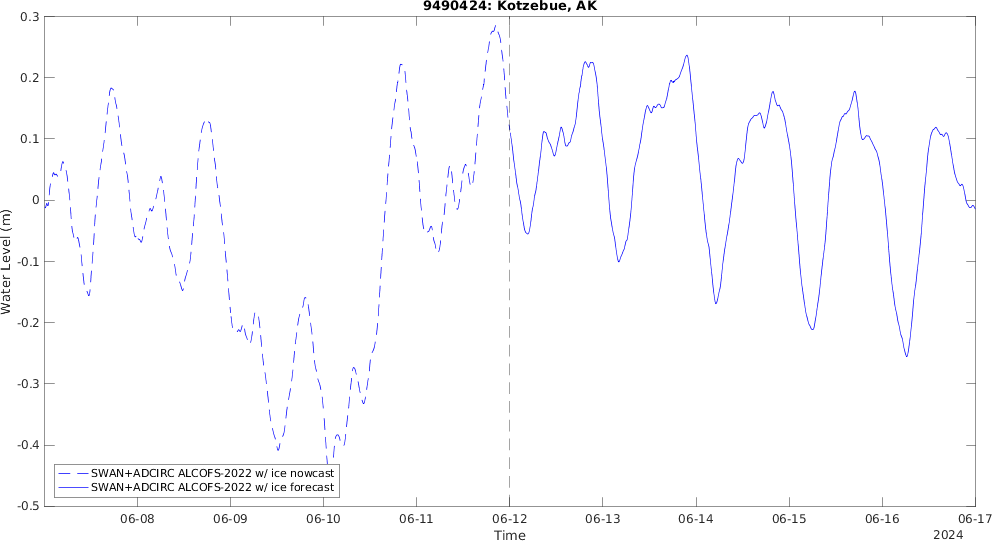 9490424: Kotzebue, AK
0.3
0.2
0.1
0
-0.1
-0.2
-0.3
-0.4
-0.5
Water Level (m)
SWAN+ADCIRC ALCOFS-2022 w/ ice nowcast
SWAN+ADCIRC ALCOFS-2022 w/ ice forecast
06-08 06-09 06-10 06-11 06-12 06-13 06-14 06-15 06-16 06-17
Time
2024